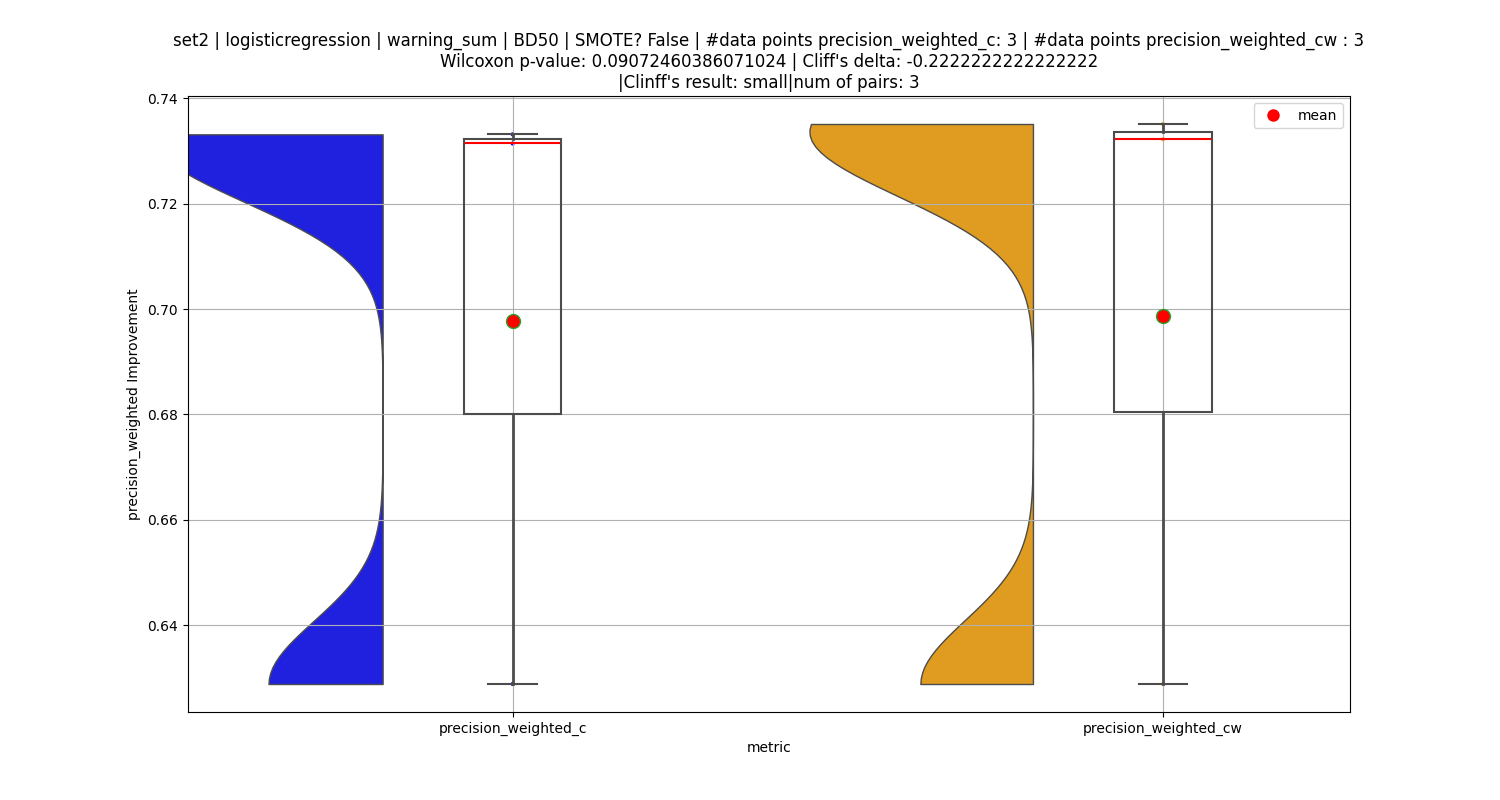 set2 | logisticregression | warning_sum | BD50 | SMOTE? False | #data points precision_weighted_c: 3 | #data points precision_weighted_cw : 3
Wilcoxon p-value: 0.09072460386071024 | Cliff's delta: -0.2222222222222222
|Clinff's result: small|num of pairs: 3
mean
0.74
0.72
0.70
0.68
0.66
0.64
precision_weighted Improvement
precision_weighted_c
precision_weighted_cw
metric